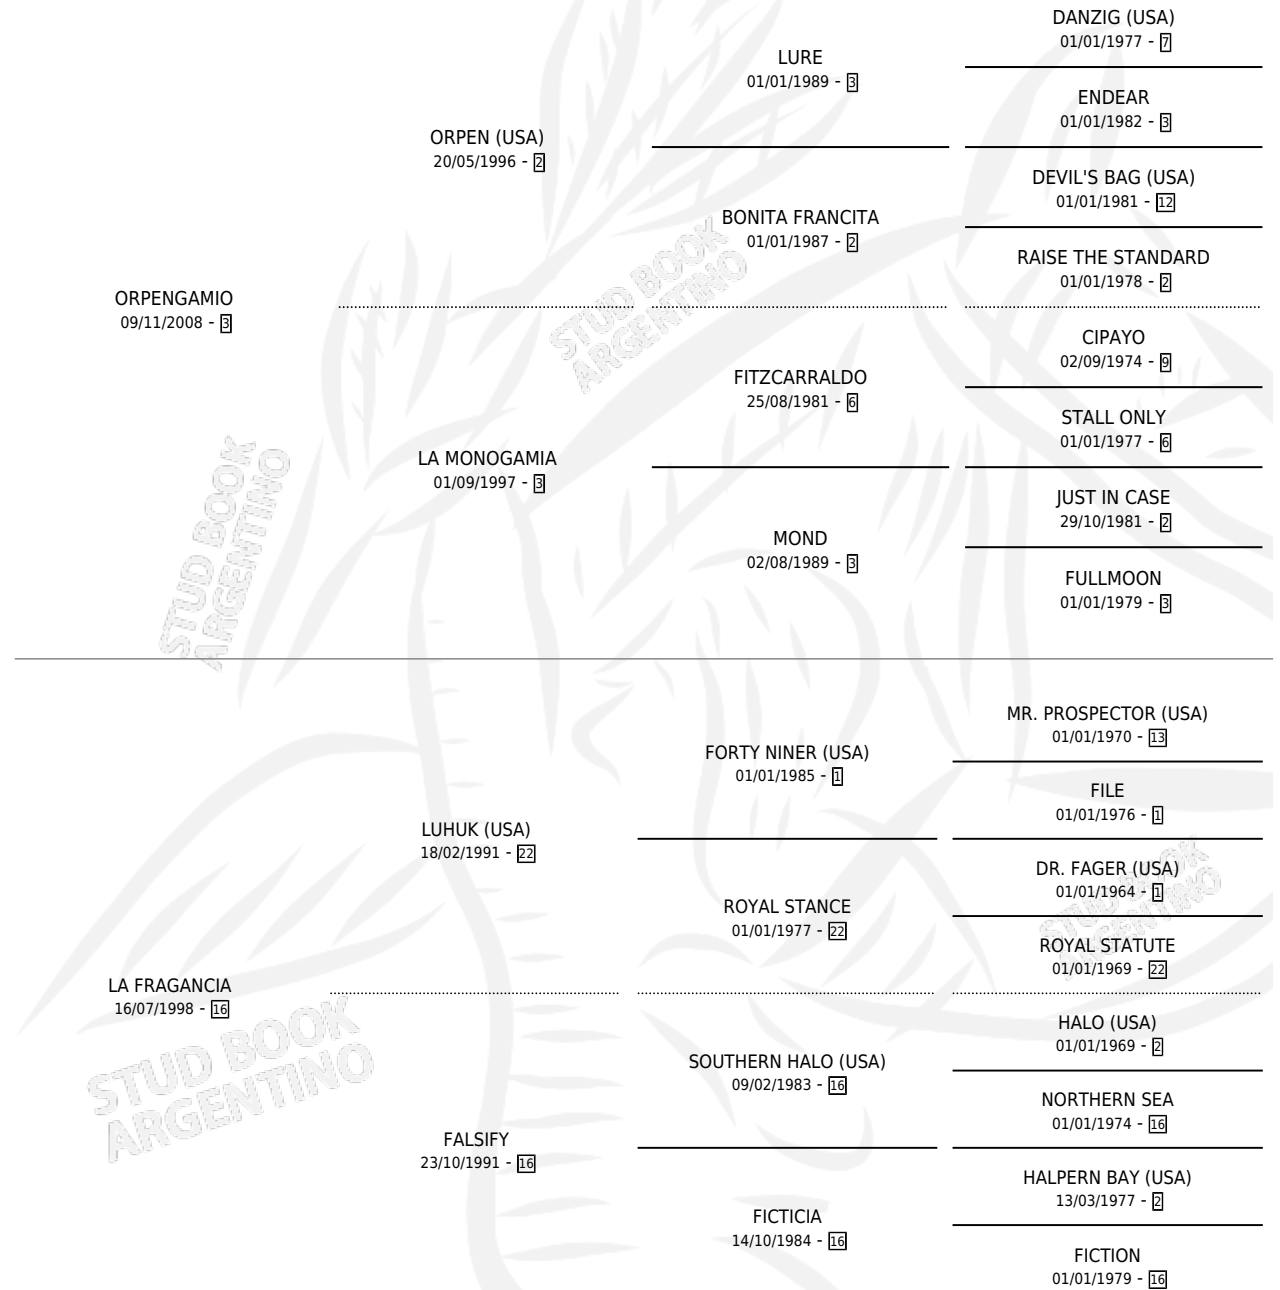 DANZIG (USA)
01/01/1977 - 7
LURE
01/01/1989 - 3
ENDEAR
01/01/1982 - 3
ORPEN (USA)
20/05/1996 - 2
DEVIL'S BAG (USA)
01/01/1981 - 12
BONITA FRANCITA
01/01/1987 - 2
RAISE THE STANDARD
01/01/1978 - 2
ORPENGAMIO
09/11/2008 - 3
CIPAYO
02/09/1974 - 9
FITZCARRALDO
25/08/1981 - 6
STALL ONLY
01/01/1977 - 6
LA MONOGAMIA
01/09/1997 - 3
JUST IN CASE
29/10/1981 - 2
MOND
02/08/1989 - 3
FULLMOON
01/01/1979 - 3
MR. PROSPECTOR (USA)
01/01/1970 - 13
FORTY NINER (USA)
01/01/1985 - 1
FILE
01/01/1976 - 1
LUHUK (USA)
18/02/1991 - 22
DR. FAGER (USA)
01/01/1964 - 1
ROYAL STANCE
01/01/1977 - 22
ROYAL STATUTE
01/01/1969 - 22
LA FRAGANCIA
16/07/1998 - 16
HALO (USA)
01/01/1969 - 2
SOUTHERN HALO (USA)
09/02/1983 - 16
NORTHERN SEA
01/01/1974 - 16
FALSIFY
23/10/1991 - 16
HALPERN BAY (USA)
13/03/1977 - 2
FICTICIA
14/10/1984 - 16
FICTION
01/01/1979 - 16
STUD BOOK
ARGENTINO
STUD BOOK
ARGENTINO
STUD BOOK
ARGENTINO
STUD BOOK
ARGENTINO